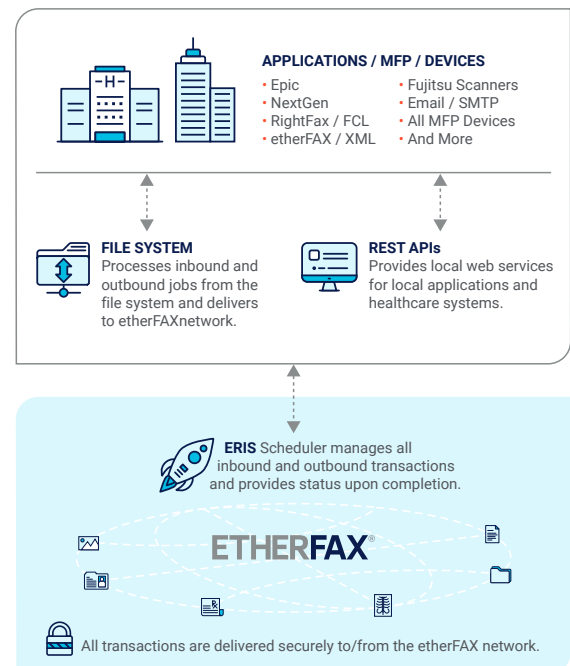 APPLICATIONS / MFP / DEVICES
• Epic
• NextGen
• RightFax / FCL
• etherFAX / XML
• Fujitsu Scanners
• Email / SMTP
• All MFP Devices
• And More
-H-
FILE SYSTEM
Processes inbound and
outbound jobs from the
file system and delivers
to etherFAXnetwork.
REST APIs
Provides local web services
for local applications and
healthcare systems.
ERIS Scheduler manages all
inbound and outbound transactions
and provides status upon completion.
ETHERFAX®
All transactions are delivered securely to/from the etherFAX network.